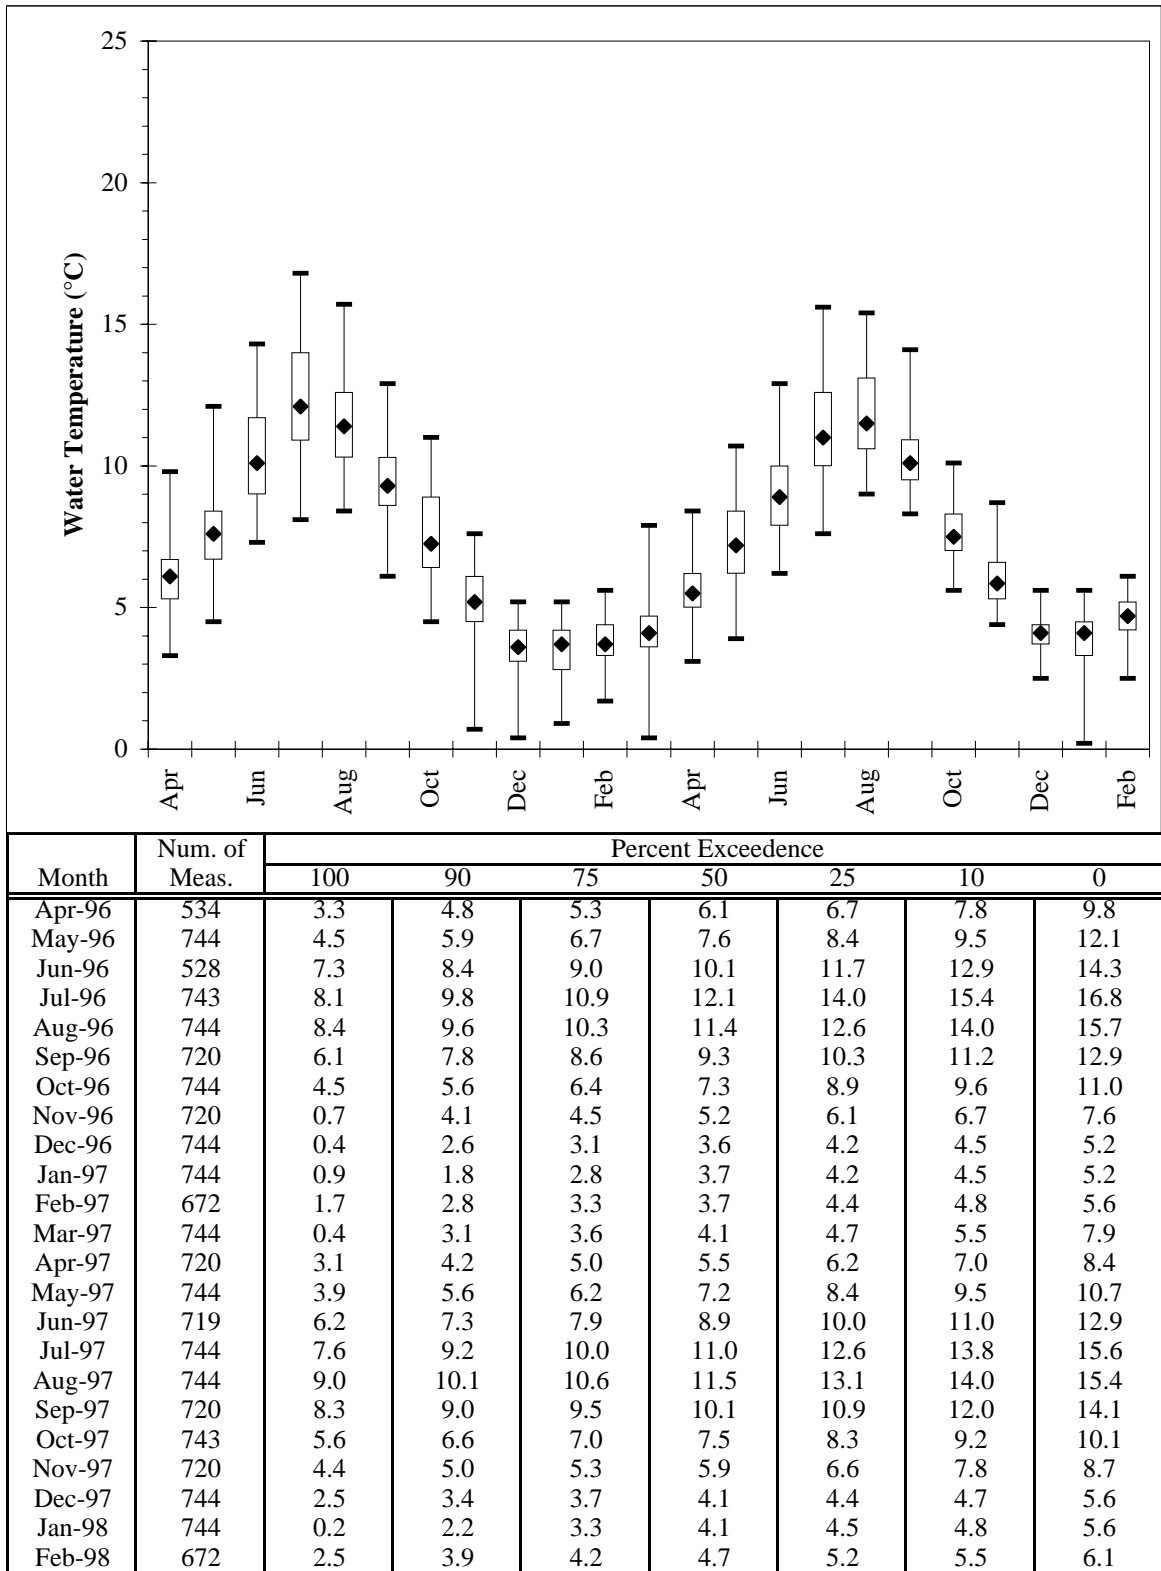 25
20
15
10
5
0
Water Temperature (°C)
Apr Jun Aug Oct Dec Feb Apr Jun Aug Oct Dec Feb
Num. of Percent Exceedence
Month Meas. 100 90 75 50 25 10 0
Apr-96 534 3.3 4.8 5.3 6.1 6.7 7.8 9.8
May-96 744 4.5 5.9 6.7 7.6 8.4 9.5 12.1
Jun-96 528 7.3 8.4 9.0 10.1 11.7 12.9 14.3
Jul-96 743 8.1 9.8 10.9 12.1 14.0 15.4 16.8
Aug-96 744 8.4 9.6 10.3 11.4 12.6 14.0 15.7
Sep-96 720 6.1 7.8 8.6 9.3 10.3 11.2 12.9
Oct-96 744 4.5 5.6 6.4 7.3 8.9 9.6 11.0
Nov-96 720 0.7 4.1 4.5 5.2 6.1 6.7 7.6
Dec-96 744 0.4 2.6 3.1 3.6 4.2 4.5 5.2
Jan-97 744 0.9 1.8 2.8 3.7 4.2 4.5 5.2
Feb-97 672 1.7 2.8 3.3 3.7 4.4 4.8 5.6
Mar-97 744 0.4 3.1 3.6 4.1 4.7 5.5 7.9
Apr-97 720 3.1 4.2 5.0 5.5 6.2 7.0 8.4
May-97 744 3.9 5.6 6.2 7.2 8.4 9.5 10.7
Jun-97 719 6.2 7.3 7.9 8.9 10.0 11.0 12.9
Jul-97 744 7.6 9.2 10.0 11.0 12.6 13.8 15.6
Aug-97 744 9.0 10.1 10.6 11.5 13.1 14.0 15.4
Sep-97 720 8.3 9.0 9.5 10.1 10.9 12.0 14.1
Oct-97 743 5.6 6.6 7.0 7.5 8.3 9.2 10.1
Nov-97 720 4.4 5.0 5.3 5.9 6.6 7.8 8.7
Dec-97 744 2.5 3.4 3.7 4.1 4.4 4.7 5.6
Jan-98 744 0.2 2.2 3.3 4.1 4.5 4.8 5.6
Feb-98 672 2.5 3.9 4.2 4.7 5.2 5.5 6.1